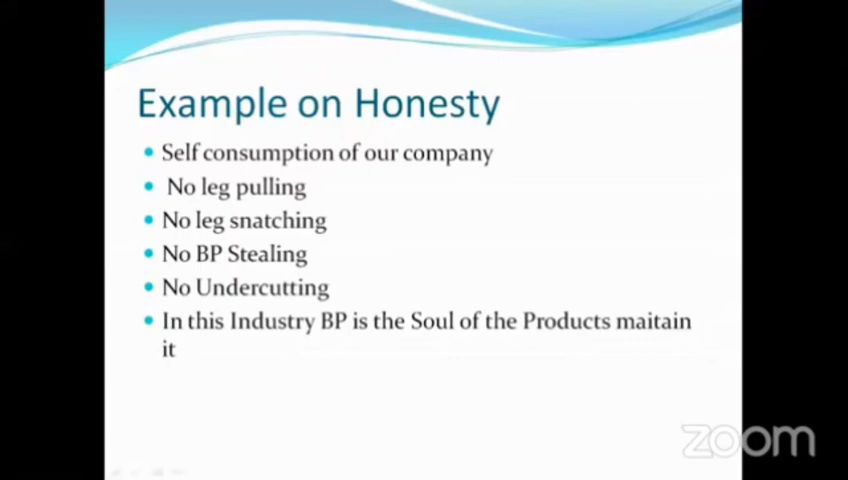 Example on Honesty
Self consumption of our company
No leg pulling
No leg snatching
No BP Stealing
No Undercutting
In this Industry BP is the Soul of the Products maitain
it
zoom